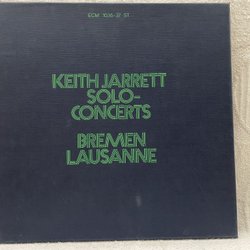 ECM 1035-37 ST
KEITH JARRETT
SOLO-
CONCERTS
BREMEN
LAUSANNE